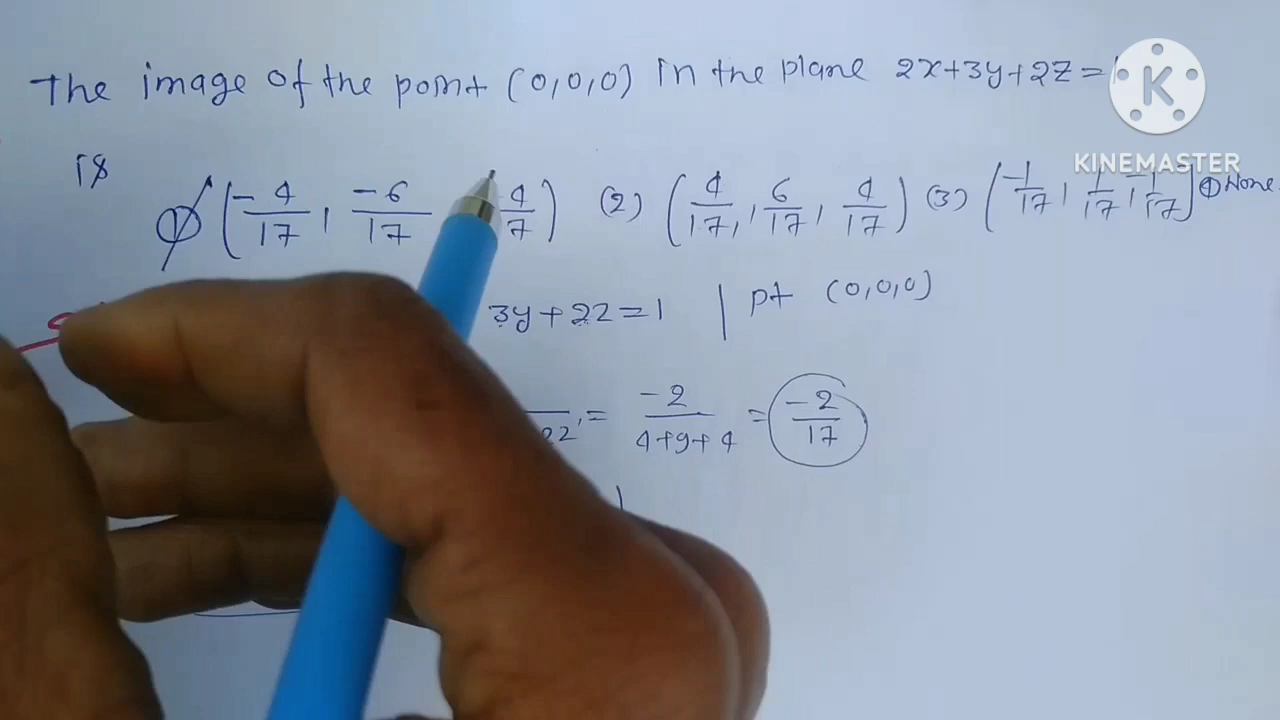 The image of the point (0,0,0) in the plane 2x+3y+2z=
K
KINEMASTER
is
(1) (-4/17, -6/17, 4/7) (2) (4/17, 6/17, 4/17) (3) (-1/17, 1/17, -1/17) (4) None
3y+2z=1 | pt (0,0,0)
= -2/(4+9+4) = -2/17